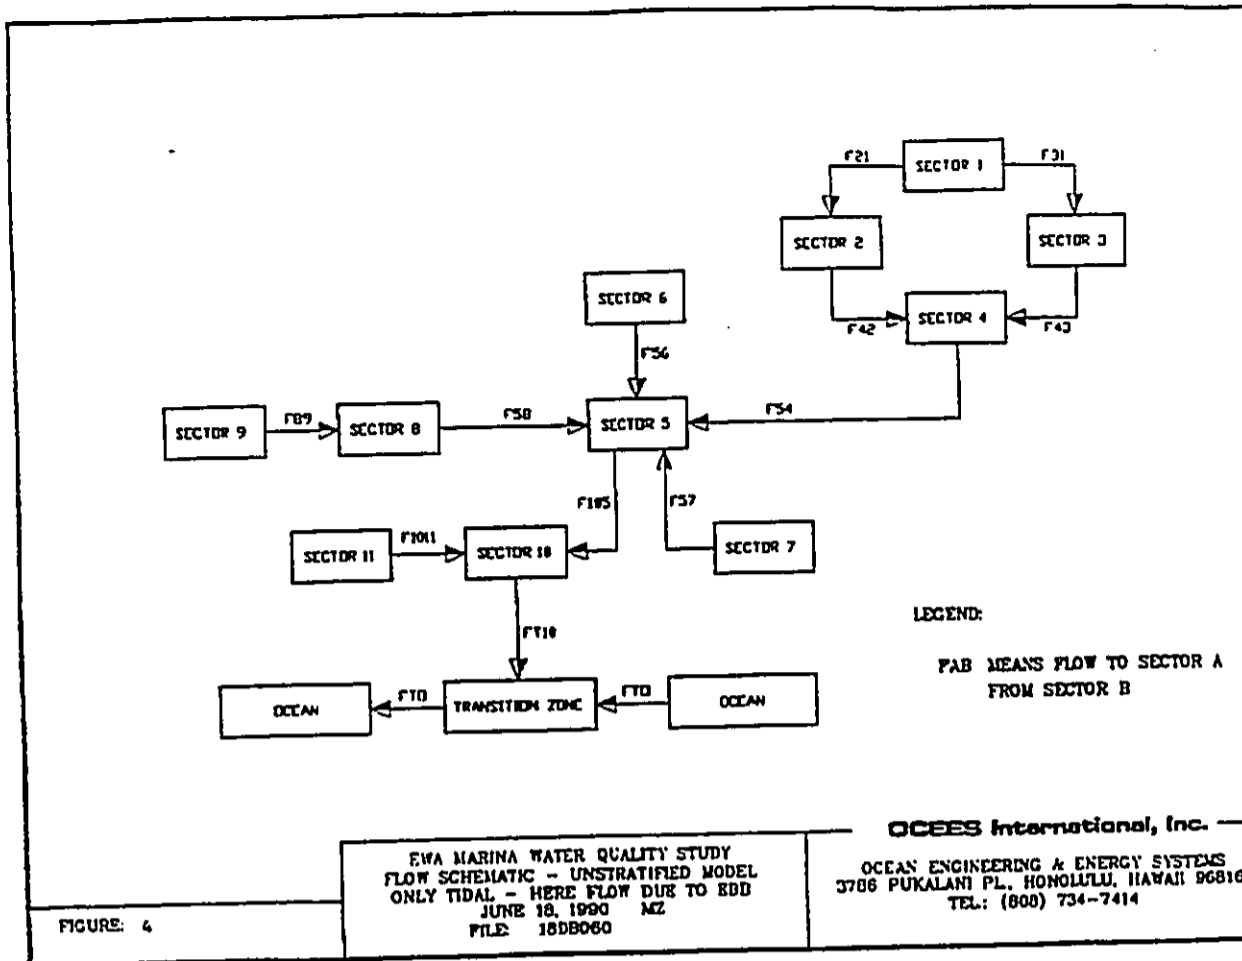 F21
SECTOR 1
F31
SECTOR 2
SECTOR 3
SECTOR 6
F42
SECTOR 4
F43
F56
SECTOR 9
F89
SECTOR 8
F58
SECTOR 5
F54
F105
F57
SECTOR 11
F1011
SECTOR 10
SECTOR 7
FT10
LEGEND:
FAB MEANS FLOW TO SECTOR A
FROM SECTOR B
OCEAN
FTO
TRANSITION ZONE
FTO
OCEAN
FIGURE: 4
EWA MARINA WATER QUALITY STUDY
FLOW SCHEMATIC - UNSTRATIFIED MODEL
ONLY TIDAL - HERE FLOW DUE TO EBB
JUNE 18, 1990 MZ
FILE: 18DB060
OCEES International, Inc.
OCEAN ENGINEERING & ENERGY SYSTEMS
3786 PUKALANI PL. HONOLULU, HAWAII 96816
TEL: (808) 734-7414